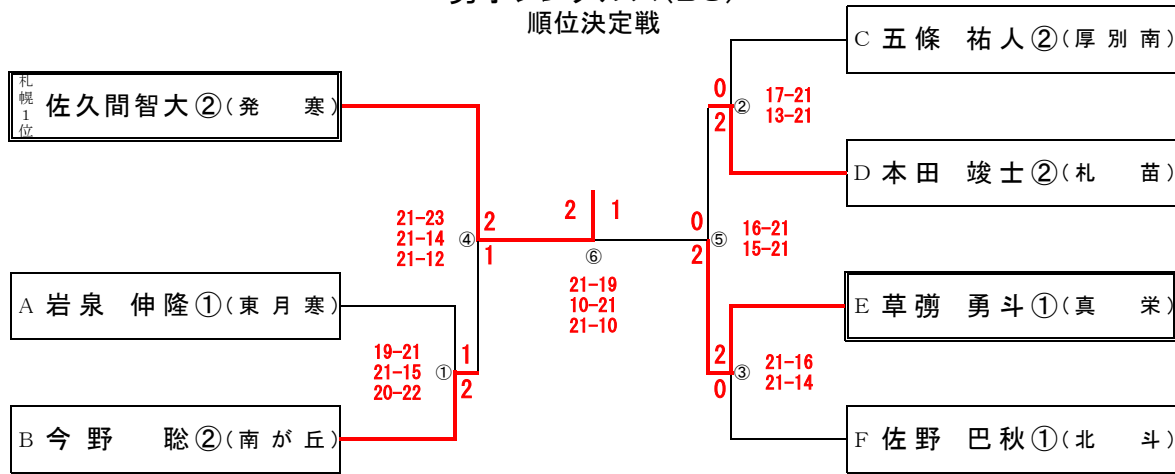 順位決定戦
C 五條 祐人②(厚別南)
札幌1位 佐久間智大②(発 寒)
0 ② 17-21
2 13-21
D 本田 竣士②(札 苗)
2 1
21-23 2
21-14 ④
21-12 1
0 16-21
⑤ 15-21
2
⑥
21-19
10-21
21-10
A 岩泉 伸隆①(東月寒)
E 草彅 勇斗①(真 栄)
19-21 1
21-15 ①
20-22 2
2 21-16
③ 21-14
0
B 今野 聡②(南が丘)
F 佐野 巴秋①(北 斗)